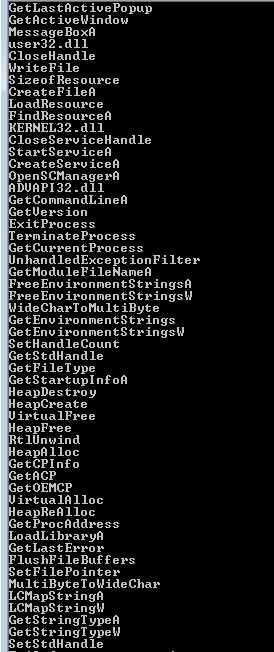 GetLastActivePopup
GetActiveWindow
MessageBoxA
user32.dll
CloseHandle
WriteFile
SizeofResource
CreateFileA
LoadResource
FindResourceA
KERNEL32.dll
CloseServiceHandle
StartServiceA
CreateServiceA
OpenSCManagerA
ADVAPI32.dll
GetCommandLineA
GetVersion
ExitProcess
TerminateProcess
GetCurrentProcess
UnhandledExceptionFilter
GetModuleFileNameA
FreeEnvironmentStringsA
FreeEnvironmentStringsW
WideCharToMultiByte
GetEnvironmentStrings
GetEnvironmentStringsW
SetHandleCount
GetStdHandle
GetFileType
GetStartupInfoA
HeapDestroy
HeapCreate
VirtualFree
HeapFree
RtlUnwind
HeapAlloc
GetCPInfo
GetACP
GetOEMCP
VirtualAlloc
HeapReAlloc
GetProcAddress
LoadLibraryA
GetLastError
FlushFileBuffers
SetFilePointer
MultiByteToWideChar
LCMapStringA
LCMapStringW
GetStringTypeA
GetStringTypeW
SetStdHandle